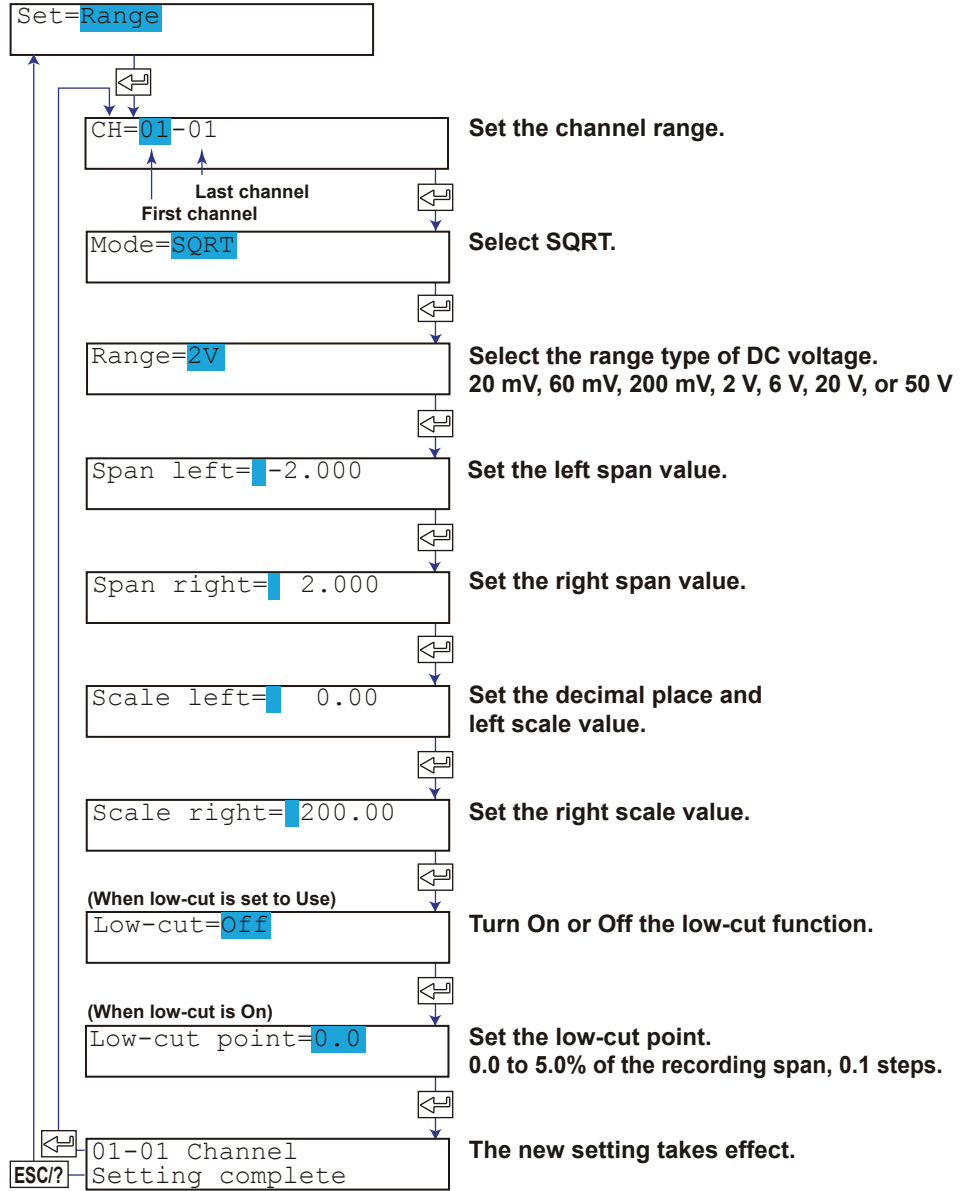 Set=Range
CH=01-01
Set the channel range.
Last channel
First channel
Mode=SQRT
Select SQRT.
Range=2V
Select the range type of DC voltage.
20 mV, 60 mV, 200 mV, 2 V, 6 V, 20 V, or 50 V
Span left= -2.000
Set the left span value.
Span right= 2.000
Set the right span value.
Scale left= 0.00
Set the decimal place and
left scale value.
Scale right= 200.00
Set the right scale value.
(When low-cut is set to Use)
Low-cut=Off
Turn On or Off the low-cut function.
(When low-cut is On)
Low-cut point=0.0
Set the low-cut point.
0.0 to 5.0% of the recording span, 0.1 steps.
01-01 Channel
The new setting takes effect.
ESC/?
Setting complete